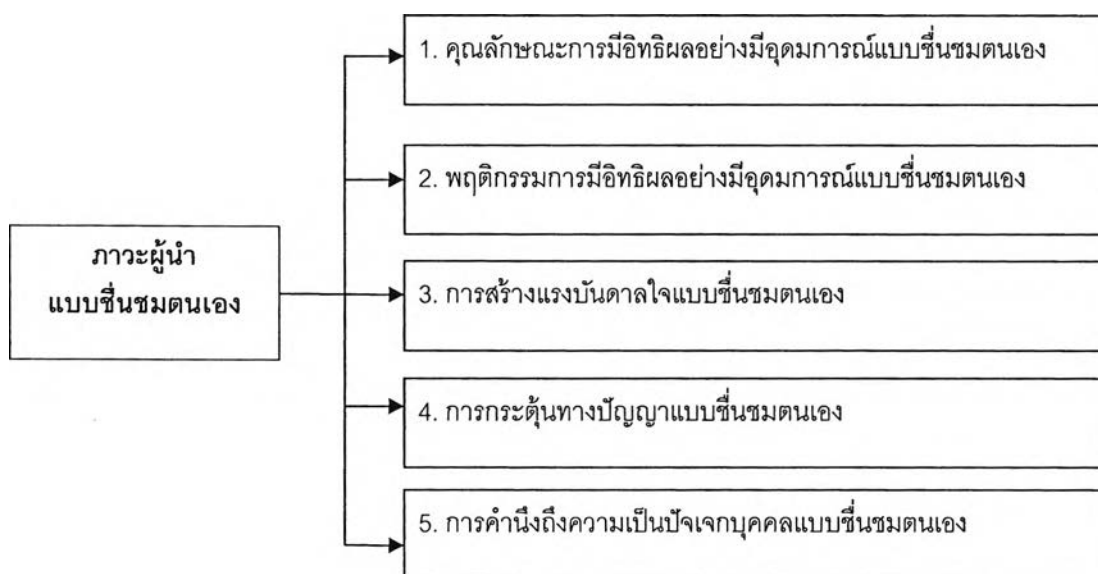 1. คุณลักษณะการมีอิทธิผลอย่างมีอุดมการณ์แบบชื่นชมตนเอง
2. พฤติกรรมการมีอิทธิผลอย่างมีอุดมการณ์แบบชื่นชมตนเอง
ภาวะผู้นำ
แบบชื่นชมตนเอง
3. การสร้างแรงบันดาลใจแบบชื่นชมตนเอง
4. การกระตุ้นทางปัญญาแบบชื่นชมตนเอง
5. การคำนึงถึงความเป็นปัจเจกบุคคลแบบชื่นชมตนเอง